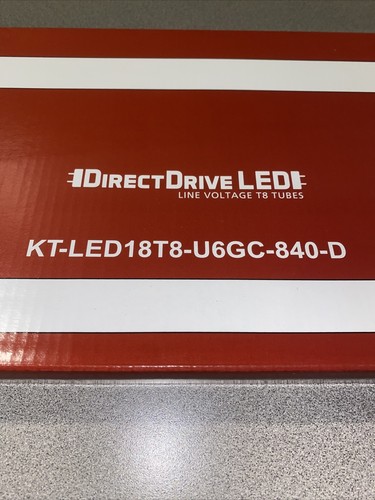 DIRECTDRIVE LED
LINE VOLTAGE T8 TUBES
KT-LED18T8-U6GC-840-D